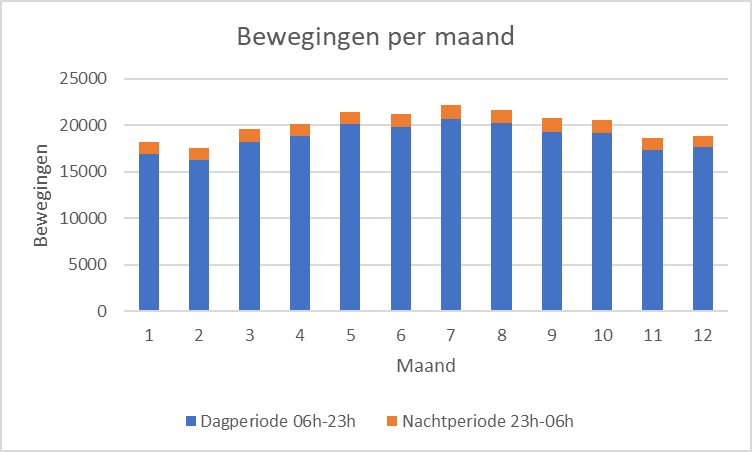 Bewegingen per maand
25000
20000
15000
10000
5000
0
Bewegingen
1 2 3 4 5 6 7 8 9 10 11 12
Maand
Dagperiode 06h-23h Nachtperiode 23h-06h